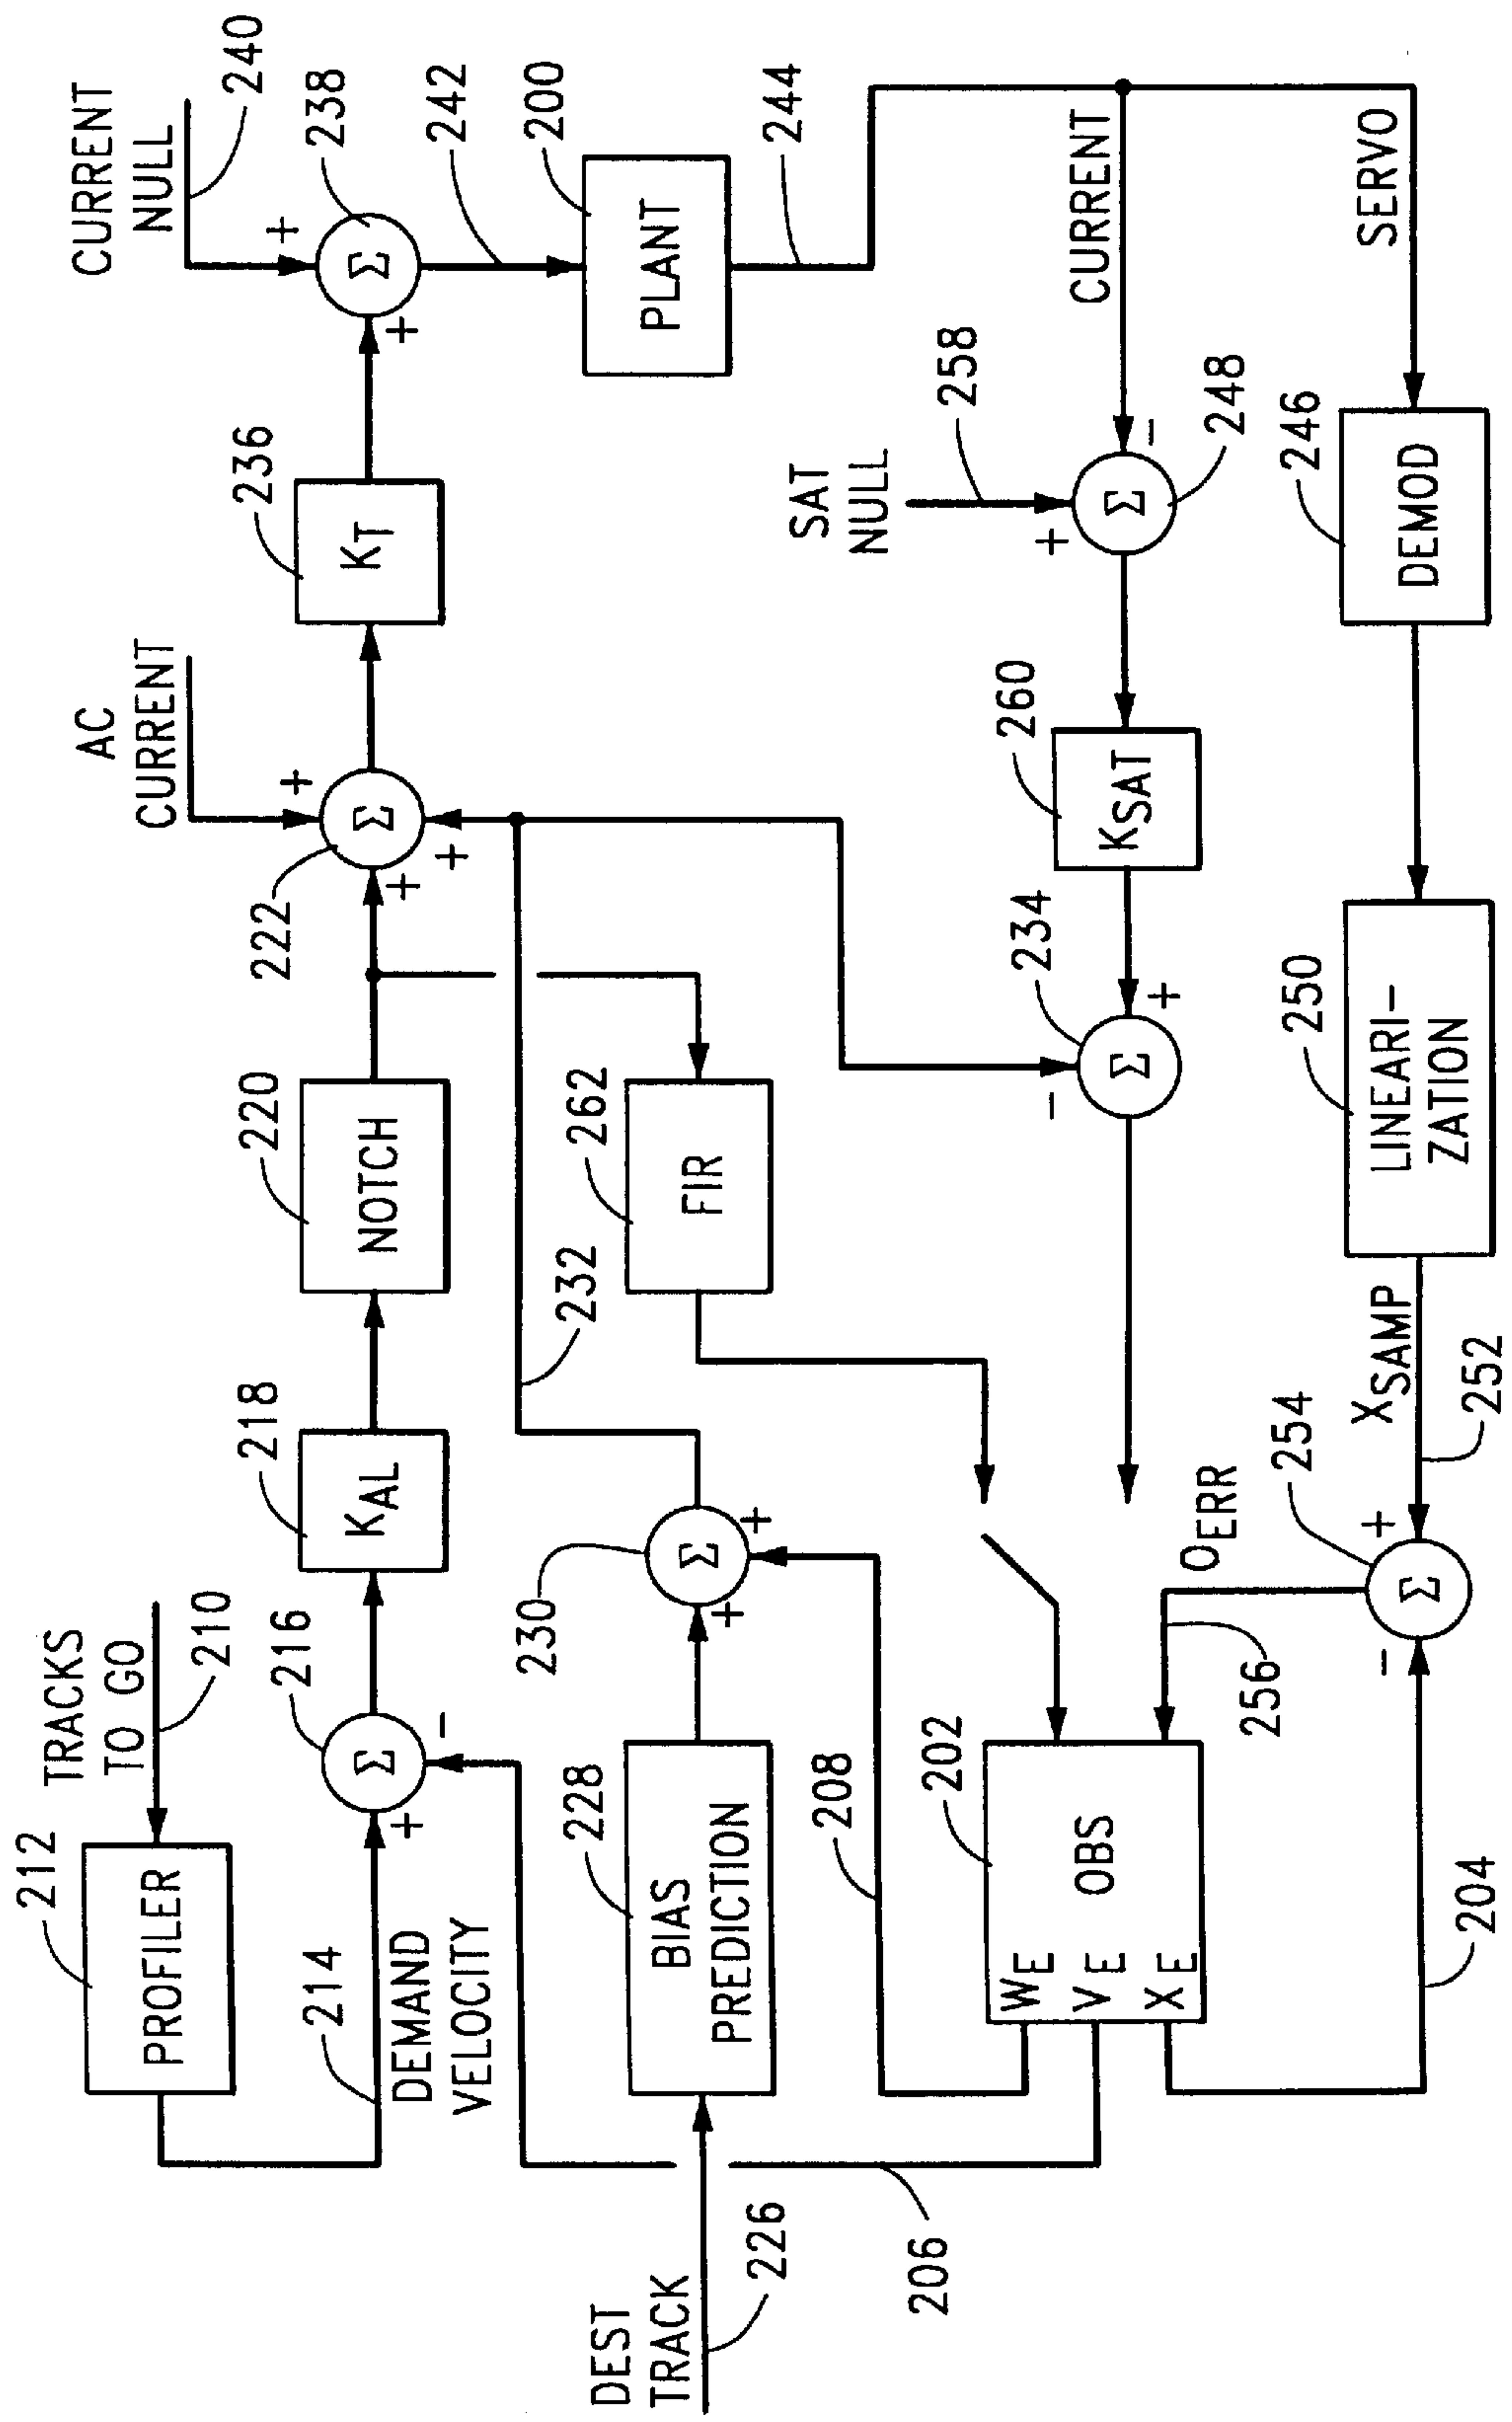 TRACKS
TO GO
210
212
PROFILER
214
DEMAND
VELOCITY
216
Σ
+
-
218
KAL
220
NOTCH
222
Σ
+
+
+
AC
CURRENT
236
KT
CURRENT
NULL
240
238
Σ
+
+
242
200
PLANT
244
DEST
TRACK
226
228
BIAS
PREDICTION
230
Σ
+
+
232
262
FIR
206
208
202
OBS
WE
VE
XE
234
Σ
-
+
260
KSAT
SAT
NULL
258
248
Σ
+
-
CURRENT
SERVO
246
DEMOD
250
LINEARI-
ZATION
XSAMP
252
254
Σ
+
-
OERR
256
204